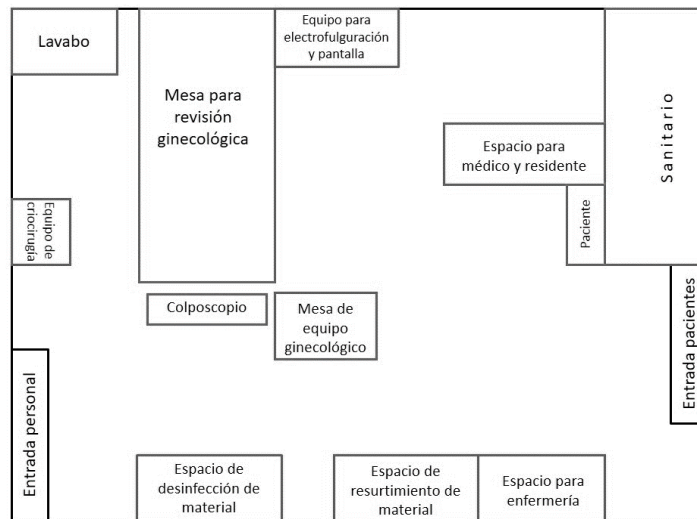 Lavabo
Mesa para
revisión
ginecológica
Equipo para
electrofulguración
y pantalla
Espacio para
médico y residente
Sanitario
Paciente
Equipo de
criocirugía
Colposcopio
Mesa de
equipo
ginecológico
Entrada pacientes
Entrada personal
Espacio de
desinfección de
material
Espacio de
resurtimiento de
material
Espacio para
enfermería